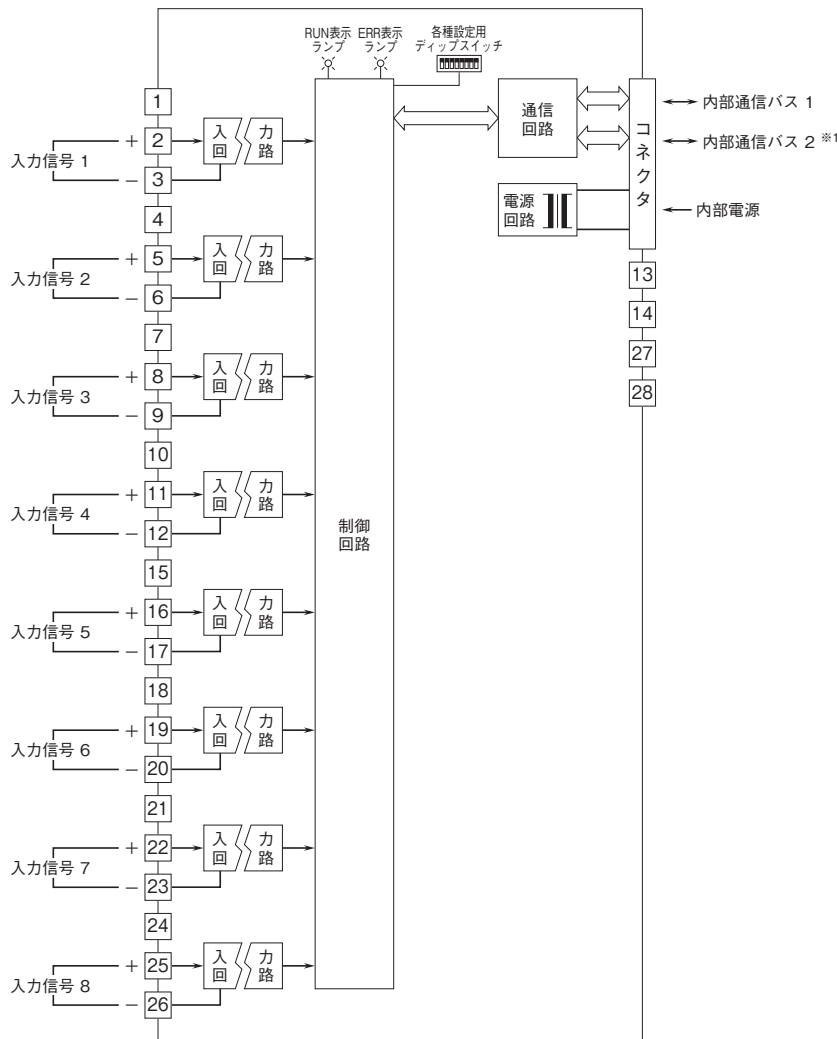 RUN表示
ランプ
ERR表示
ランプ
各種設定用
ディップスイッチ
1
入力信号 1
+ 2
− 3
入 力
回 路
4
入力信号 2
+ 5
− 6
入 力
回 路
7
入力信号 3
+ 8
− 9
入 力
回 路
10
入力信号 4
+ 11
− 12
入 力
回 路
15
入力信号 5
+ 16
− 17
入 力
回 路
18
入力信号 6
+ 19
− 20
入 力
回 路
21
入力信号 7
+ 22
− 23
入 力
回 路
24
入力信号 8
+ 25
− 26
入 力
回 路
制御
回路
通信
回路
電源
回路
コネクタ
内部通信バス 1
内部通信バス 2 ※1
内部電源
13
14
27
28